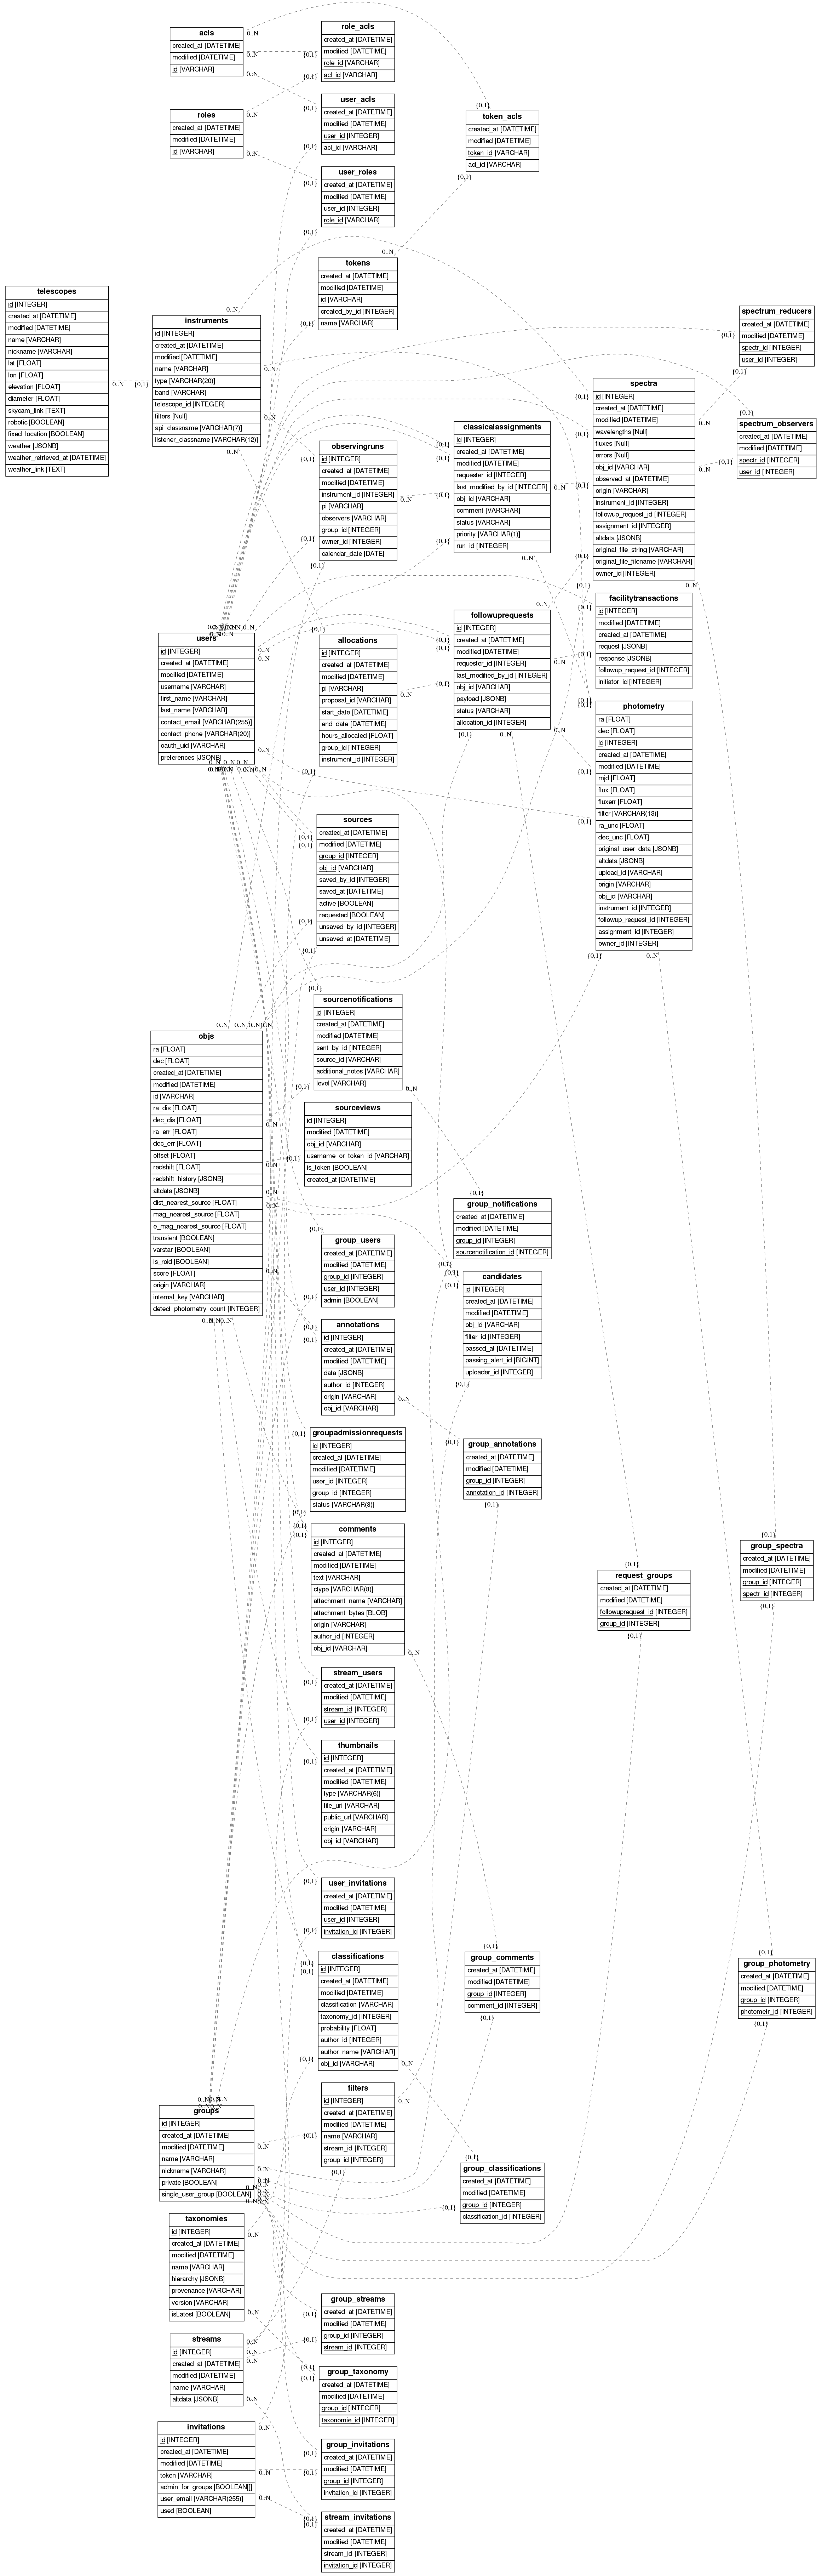 acls
created_at [DATETIME]
modified [DATETIME]
id [VARCHAR]
roles
created_at [DATETIME]
modified [DATETIME]
id [VARCHAR]
role_acls
created_at [DATETIME]
modified [DATETIME]
role_id [VARCHAR]
acl_id [VARCHAR]
user_acls
created_at [DATETIME]
modified [DATETIME]
user_id [INTEGER]
acl_id [VARCHAR]
user_roles
created_at [DATETIME]
modified [DATETIME]
user_id [INTEGER]
role_id [VARCHAR]
token_acls
created_at [DATETIME]
modified [DATETIME]
token_id [VARCHAR]
acl_id [VARCHAR]
tokens
created_at [DATETIME]
modified [DATETIME]
id [VARCHAR]
created_by_id [INTEGER]
name [VARCHAR]
telescopes
id [INTEGER]
created_at [DATETIME]
modified [DATETIME]
name [VARCHAR]
nickname [VARCHAR]
lat [FLOAT]
lon [FLOAT]
elevation [FLOAT]
diameter [FLOAT]
skycam_link [TEXT]
robotic [BOOLEAN]
fixed_location [BOOLEAN]
weather [JSONB]
weather_retrieved_at [DATETIME]
weather_link [TEXT]
instruments
id [INTEGER]
created_at [DATETIME]
modified [DATETIME]
name [VARCHAR]
type [VARCHAR(20)]
band [VARCHAR]
telescope_id [INTEGER]
filters [Null]
api_classname [VARCHAR(7)]
listener_classname [VARCHAR(12)]
observingruns
id [INTEGER]
created_at [DATETIME]
modified [DATETIME]
instrument_id [INTEGER]
pi [VARCHAR]
observers [VARCHAR]
group_id [INTEGER]
owner_id [INTEGER]
calendar_date [DATE]
classicalassignments
id [INTEGER]
created_at [DATETIME]
modified [DATETIME]
requester_id [INTEGER]
last_modified_by_id [INTEGER]
obj_id [VARCHAR]
comment [VARCHAR]
status [VARCHAR]
priority [VARCHAR(1)]
run_id [INTEGER]
spectra
id [INTEGER]
created_at [DATETIME]
modified [DATETIME]
wavelengths [Null]
fluxes [Null]
errors [Null]
obj_id [VARCHAR]
observed_at [DATETIME]
origin [VARCHAR]
instrument_id [INTEGER]
followup_request_id [INTEGER]
assignment_id [INTEGER]
altdata [JSONB]
original_file_string [VARCHAR]
original_file_filename [VARCHAR]
owner_id [INTEGER]
spectrum_reducers
created_at [DATETIME]
modified [DATETIME]
spectr_id [INTEGER]
user_id [INTEGER]
spectrum_observers
created_at [DATETIME]
modified [DATETIME]
spectr_id [INTEGER]
user_id [INTEGER]
users
id [INTEGER]
created_at [DATETIME]
modified [DATETIME]
username [VARCHAR]
first_name [VARCHAR]
last_name [VARCHAR]
contact_email [VARCHAR(255)]
contact_phone [VARCHAR(20)]
oauth_uid [VARCHAR]
preferences [JSONB]
allocations
id [INTEGER]
created_at [DATETIME]
modified [DATETIME]
pi [VARCHAR]
proposal_id [VARCHAR]
start_date [DATETIME]
end_date [DATETIME]
hours_allocated [FLOAT]
group_id [INTEGER]
instrument_id [INTEGER]
followuprequests
id [INTEGER]
created_at [DATETIME]
modified [DATETIME]
requester_id [INTEGER]
last_modified_by_id [INTEGER]
obj_id [VARCHAR]
payload [JSONB]
status [VARCHAR]
allocation_id [INTEGER]
facilitytransactions
id [INTEGER]
modified [DATETIME]
created_at [DATETIME]
request [JSONB]
response [JSONB]
followup_request_id [INTEGER]
initiator_id [INTEGER]
photometry
ra [FLOAT]
dec [FLOAT]
id [INTEGER]
created_at [DATETIME]
modified [DATETIME]
mjd [FLOAT]
flux [FLOAT]
fluxerr [FLOAT]
filter [VARCHAR(13)]
ra_unc [FLOAT]
dec_unc [FLOAT]
original_user_data [JSONB]
altdata [JSONB]
upload_id [VARCHAR]
origin [VARCHAR]
obj_id [VARCHAR]
instrument_id [INTEGER]
followup_request_id [INTEGER]
assignment_id [INTEGER]
owner_id [INTEGER]
sources
created_at [DATETIME]
modified [DATETIME]
group_id [INTEGER]
obj_id [VARCHAR]
saved_by_id [INTEGER]
saved_at [DATETIME]
active [BOOLEAN]
requested [BOOLEAN]
unsaved_by_id [INTEGER]
unsaved_at [DATETIME]
sourcenotifications
id [INTEGER]
created_at [DATETIME]
modified [DATETIME]
sent_by_id [INTEGER]
source_id [VARCHAR]
additional_notes [VARCHAR]
level [VARCHAR]
objs
ra [FLOAT]
dec [FLOAT]
created_at [DATETIME]
modified [DATETIME]
id [VARCHAR]
ra_dis [FLOAT]
dec_dis [FLOAT]
ra_err [FLOAT]
dec_err [FLOAT]
offset [FLOAT]
redshift [FLOAT]
redshift_history [JSONB]
altdata [JSONB]
dist_nearest_source [FLOAT]
mag_nearest_source [FLOAT]
e_mag_nearest_source [FLOAT]
transient [BOOLEAN]
varstar [BOOLEAN]
is_roid [BOOLEAN]
score [FLOAT]
origin [VARCHAR]
internal_key [VARCHAR]
detect_photometry_count [INTEGER]
sourceviews
id [INTEGER]
modified [DATETIME]
obj_id [VARCHAR]
username_or_token_id [VARCHAR]
is_token [BOOLEAN]
created_at [DATETIME]
group_notifications
created_at [DATETIME]
modified [DATETIME]
group_id [INTEGER]
sourcenotification_id [INTEGER]
group_users
created_at [DATETIME]
modified [DATETIME]
group_id [INTEGER]
user_id [INTEGER]
admin [BOOLEAN]
candidates
id [INTEGER]
created_at [DATETIME]
modified [DATETIME]
obj_id [VARCHAR]
filter_id [INTEGER]
passed_at [DATETIME]
passing_alert_id [BIGINT]
uploader_id [INTEGER]
annotations
id [INTEGER]
created_at [DATETIME]
modified [DATETIME]
data [JSONB]
author_id [INTEGER]
origin [VARCHAR]
obj_id [VARCHAR]
group_annotations
created_at [DATETIME]
modified [DATETIME]
group_id [INTEGER]
annotation_id [INTEGER]
groupadmissionrequests
id [INTEGER]
created_at [DATETIME]
modified [DATETIME]
user_id [INTEGER]
group_id [INTEGER]
status [VARCHAR(8)]
comments
id [INTEGER]
created_at [DATETIME]
modified [DATETIME]
text [VARCHAR]
ctype [VARCHAR(8)]
attachment_name [VARCHAR]
attachment_bytes [BLOB]
origin [VARCHAR]
author_id [INTEGER]
obj_id [VARCHAR]
request_groups
created_at [DATETIME]
modified [DATETIME]
followuprequest_id [INTEGER]
group_id [INTEGER]
group_spectra
created_at [DATETIME]
modified [DATETIME]
group_id [INTEGER]
spectr_id [INTEGER]
stream_users
created_at [DATETIME]
modified [DATETIME]
stream_id [INTEGER]
user_id [INTEGER]
thumbnails
id [INTEGER]
created_at [DATETIME]
modified [DATETIME]
type [VARCHAR(6)]
file_uri [VARCHAR]
public_url [VARCHAR]
origin [VARCHAR]
obj_id [VARCHAR]
user_invitations
created_at [DATETIME]
modified [DATETIME]
user_id [INTEGER]
invitation_id [INTEGER]
classifications
id [INTEGER]
created_at [DATETIME]
modified [DATETIME]
classification [VARCHAR]
taxonomy_id [INTEGER]
probability [FLOAT]
author_id [INTEGER]
author_name [VARCHAR]
obj_id [VARCHAR]
group_comments
created_at [DATETIME]
modified [DATETIME]
group_id [INTEGER]
comment_id [INTEGER]
group_photometry
created_at [DATETIME]
modified [DATETIME]
group_id [INTEGER]
photometr_id [INTEGER]
filters
id [INTEGER]
created_at [DATETIME]
modified [DATETIME]
name [VARCHAR]
stream_id [INTEGER]
group_id [INTEGER]
groups
id [INTEGER]
created_at [DATETIME]
modified [DATETIME]
name [VARCHAR]
nickname [VARCHAR]
private [BOOLEAN]
single_user_group [BOOLEAN]
group_classifications
created_at [DATETIME]
modified [DATETIME]
group_id [INTEGER]
classification_id [INTEGER]
taxonomies
id [INTEGER]
created_at [DATETIME]
modified [DATETIME]
name [VARCHAR]
hierarchy [JSONB]
provenance [VARCHAR]
version [VARCHAR]
isLatest [BOOLEAN]
group_streams
created_at [DATETIME]
modified [DATETIME]
group_id [INTEGER]
stream_id [INTEGER]
streams
id [INTEGER]
created_at [DATETIME]
modified [DATETIME]
name [VARCHAR]
altdata [JSONB]
group_taxonomy
created_at [DATETIME]
modified [DATETIME]
group_id [INTEGER]
taxonomie_id [INTEGER]
invitations
id [INTEGER]
created_at [DATETIME]
modified [DATETIME]
token [VARCHAR]
admin_for_groups [BOOLEAN[]]
user_email [VARCHAR(255)]
used [BOOLEAN]
group_invitations
created_at [DATETIME]
modified [DATETIME]
group_id [INTEGER]
invitation_id [INTEGER]
stream_invitations
created_at [DATETIME]
modified [DATETIME]
stream_id [INTEGER]
invitation_id [INTEGER]